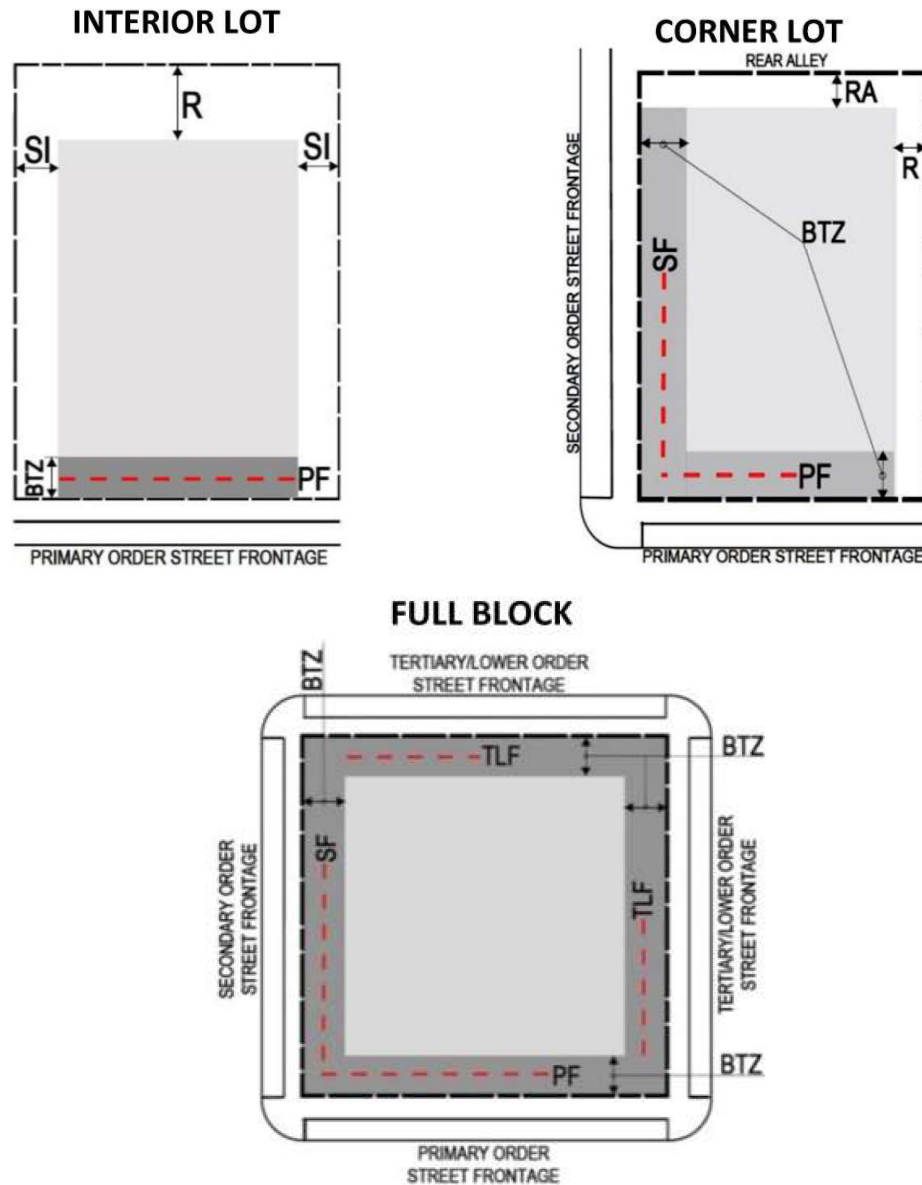 INTERIOR LOT
R
SI
SI
BTZ
PF
PRIMARY ORDER STREET FRONTAGE
CORNER LOT
REAR ALLEY
RA
R
BTZ
SECONDARY ORDER STREET FRONTAGE
SF
PF
PRIMARY ORDER STREET FRONTAGE
FULL BLOCK
BTZ
TERTIARY/LOWER ORDER
STREET FRONTAGE
TLF
BTZ
SF
SECONDARY ORDER
STREET FRONTAGE
TLF
TERTIARY/LOWER ORDER
STREET FRONTAGE
PF
BTZ
PRIMARY ORDER
STREET FRONTAGE